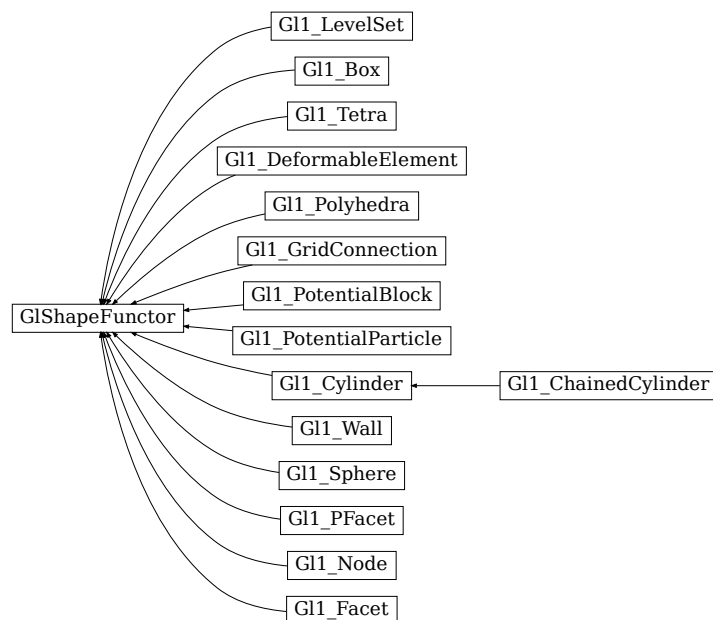 Gl1_LevelSet
Gl1_Box
Gl1_Tetra
Gl1_DeformableElement
Gl1_Polyhedra
Gl1_GridConnection
Gl1_PotentialBlock
GlShapeFunctor
Gl1_PotentialParticle
Gl1_Cylinder
Gl1_ChainedCylinder
Gl1_Wall
Gl1_Sphere
Gl1_PFacet
Gl1_Node
Gl1_Facet